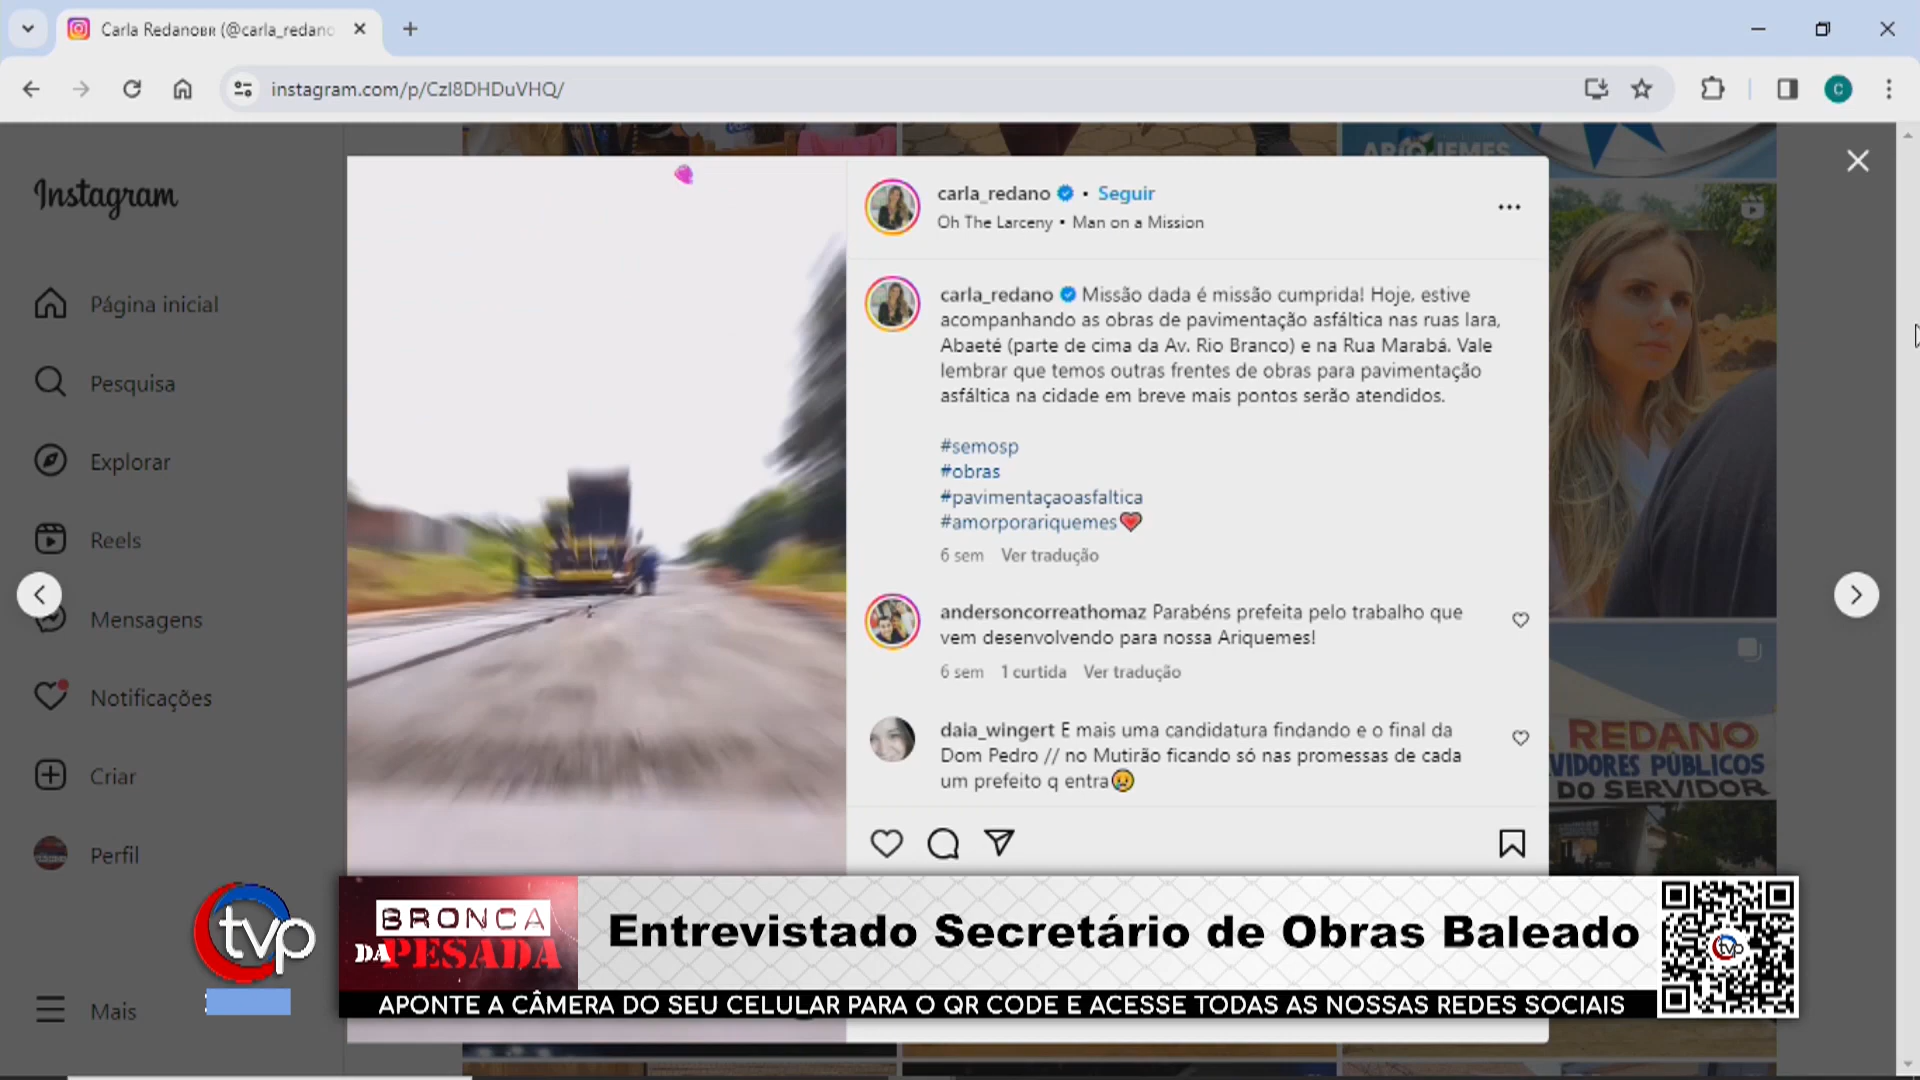 Carla Redanoʙʀ (@carla_redano
instagram.com/p/CzI8DHDuVHQ/
C
Instagram
Página inicial
Pesquisa
Explorar
Reels
Mensagens
Notificações
Criar
Perfil
Mais
carla_redano • Seguir
Oh The Larceny • Man on a Mission
carla_redano Missão dada é missão cumprida! Hoje, estive
acompanhando as obras de pavimentação asfáltica nas ruas Iara,
Abaeté (parte de cima da Av. Rio Branco) e na Rua Marabá. Vale
lembrar que temos outras frentes de obras para pavimentação
asfáltica na cidade em breve mais pontos serão atendidos.
#semosp
#obras
#pavimentaçaoasfaltica
#amorporariquemes❤️
6 sem Ver tradução
andersoncorreathomaz Parabéns prefeita pelo trabalho que
vem desenvolvendo para nossa Ariquemes!
6 sem 1 curtida Ver tradução
daia_wingert E mais uma candidatura findando e o final da
Dom Pedro // no Mutirão ficando só nas promessas de cada
um prefeito q entra😢
ARIQUEMES
REDANO
VIDORES PÚBLICOS
DO SERVIDOR
tvp
BRONCA
DA PESADA
Entrevistado Secretário de Obras Baleado
tvp
APONTE A CÂMERA DO SEU CELULAR PARA O QR CODE E ACESSE TODAS AS NOSSAS REDES SOCIAIS